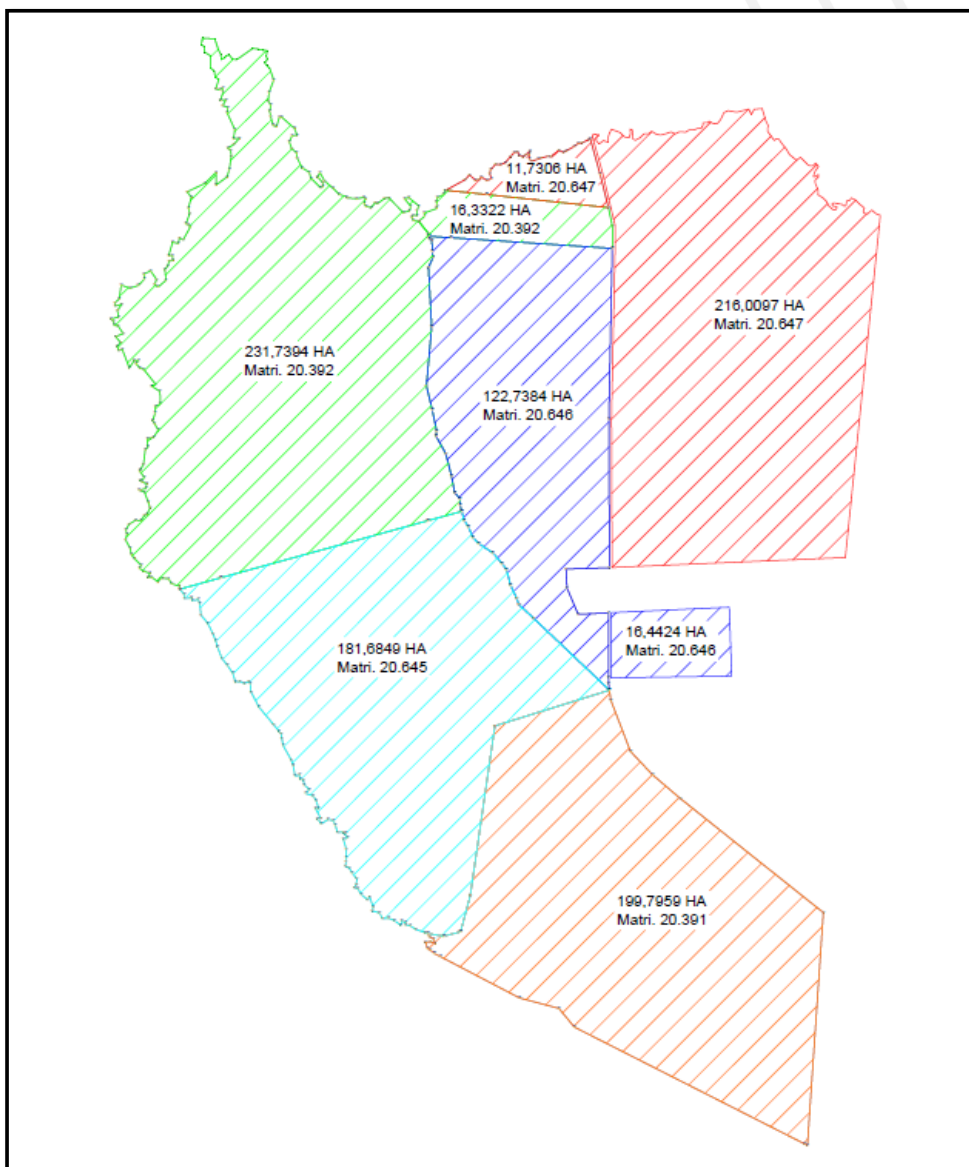 11,7306 HA
Matri. 20.647
16,3322 HA
Matri. 20.392
216,0097 HA
Matri. 20.647
231,7394 HA
Matri. 20.392
122,7384 HA
Matri. 20.646
181,6849 HA
Matri. 20.645
16,4424 HA
Matri. 20.646
199,7959 HA
Matri. 20.391